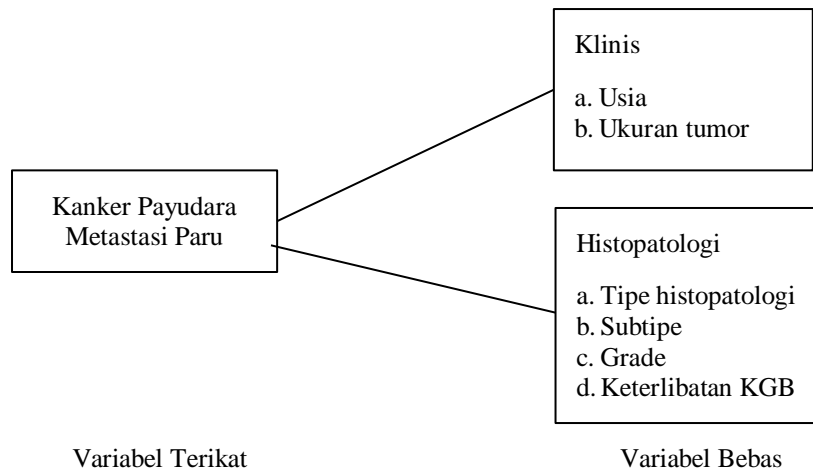 Klinis
a. Usia
b. Ukuran tumor
Kanker Payudara
Metastasi Paru
Histopatologi
a. Tipe histopatologi
b. Subtipe
c. Grade
d. Keterlibatan KGB
Variabel Terikat
Variabel Bebas